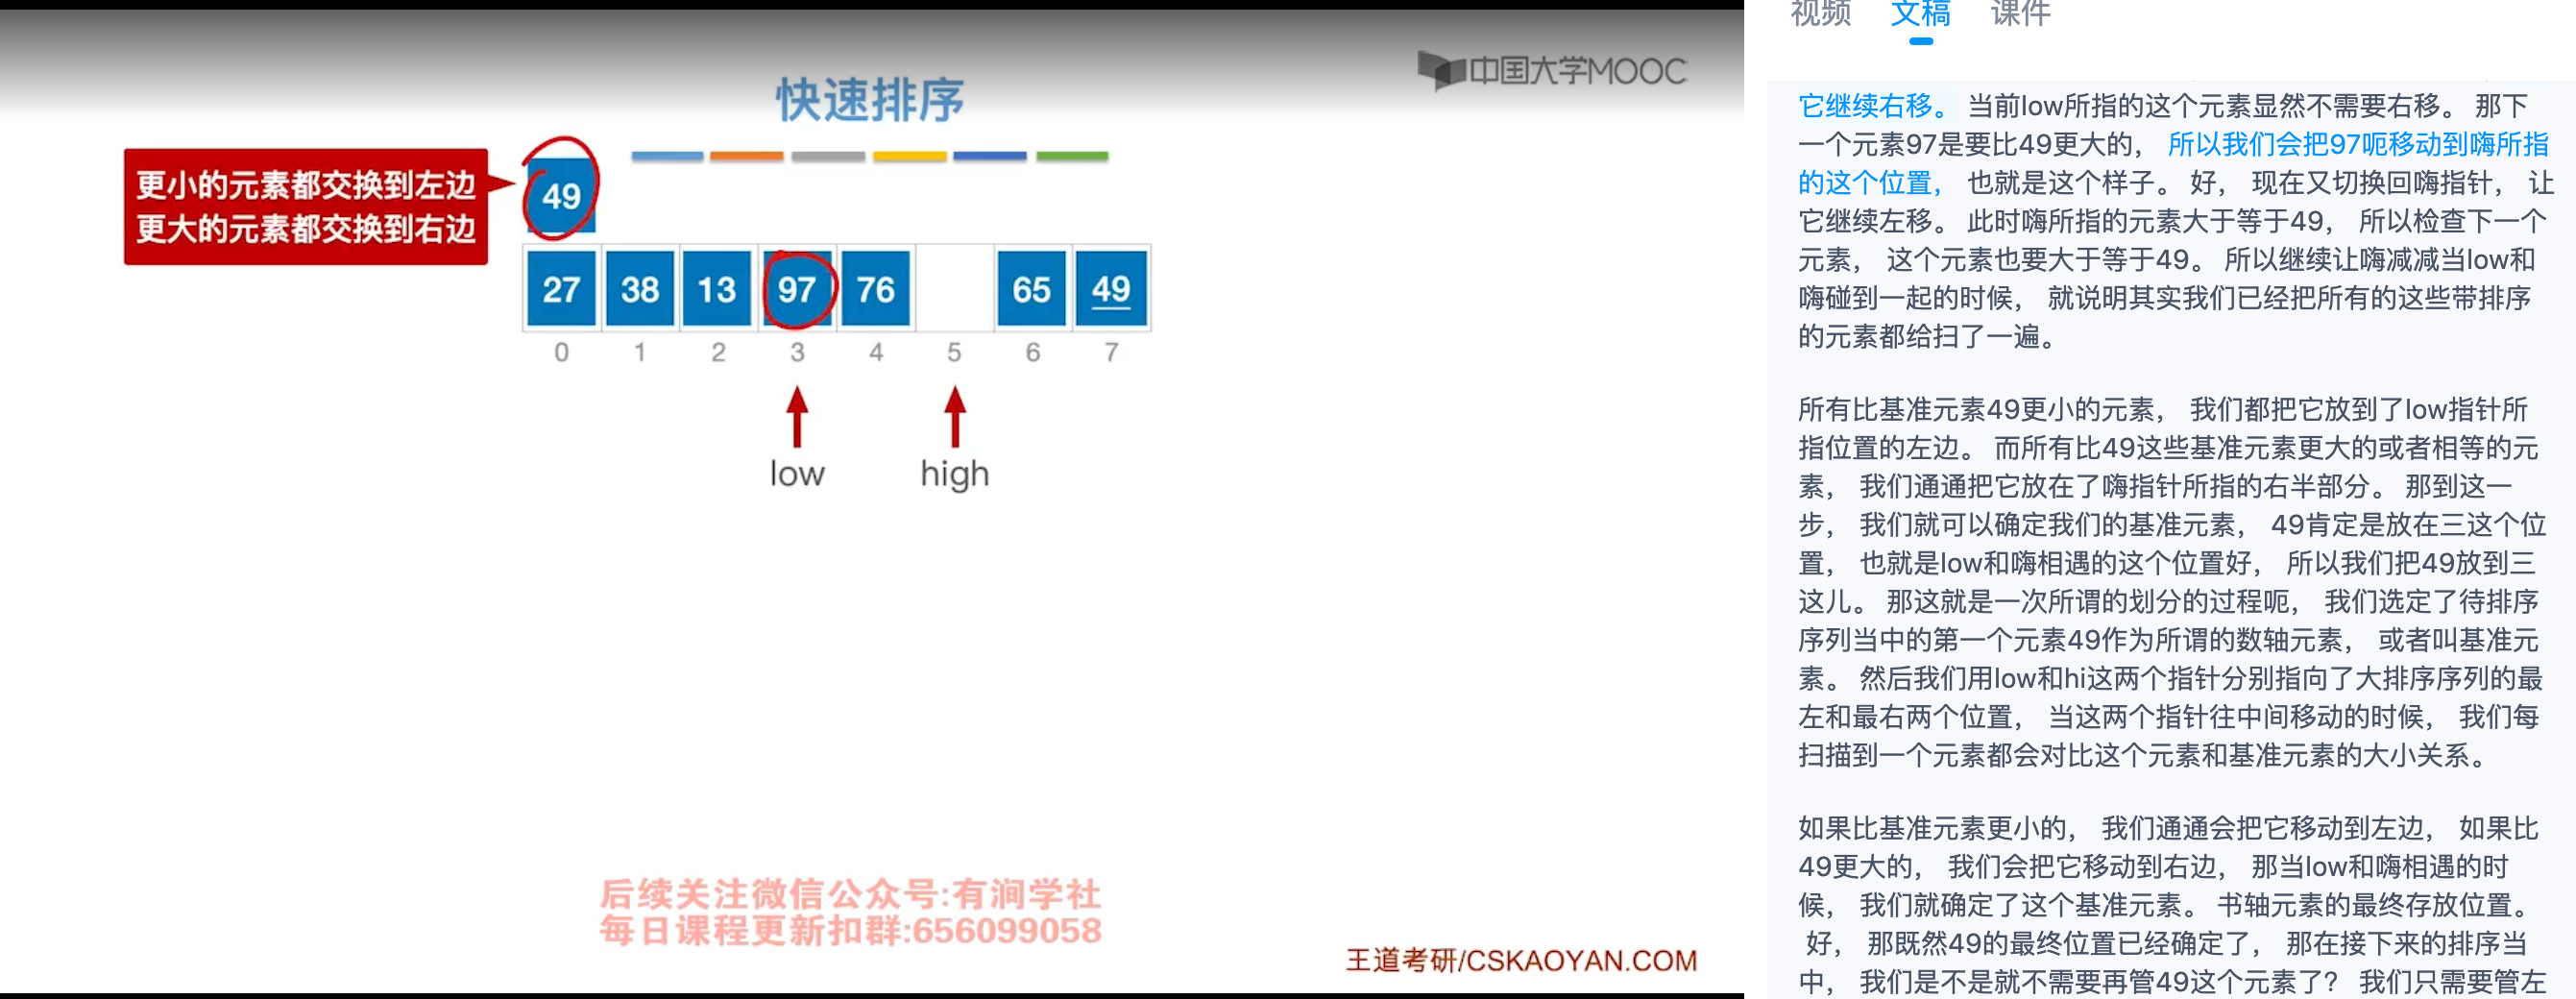 中国大学MOOC
快速排序
更小的元素都交换到左边
更大的元素都交换到右边
49
27 38 13 97 76 65 49
0 1 2 3 4 5 6 7
low high
后续关注微信公众号:有涧学社
每日课程更新扣群:656099058
王道考研/CSKAOYAN.COM
视频 文稿 课件
它继续右移。 当前low所指的这个元素显然不需要右移。 那下
一个元素97是要比49更大的， 所以我们会把97呃移动到嗨所指
的这个位置， 也就是这个样子。 好， 现在又切换回嗨指针， 让
它继续左移。 此时嗨所指的元素大于等于49， 所以检查下一个
元素， 这个元素也要大于等于49。 所以继续让嗨减减当low和
嗨碰到一起的时候， 就说明其实我们已经把所有的这些带排序
的元素都给扫了一遍。
所有比基准元素49更小的元素， 我们都把它放到了low指针所
指位置的左边。 而所有比49这些基准元素更大的或者相等的元
素， 我们通通把它放在了嗨指针所指的右半部分。 那到这一
步， 我们就可以确定我们的基准元素， 49肯定是放在三这个位
置， 也就是low和嗨相遇的这个位置好， 所以我们把49放到三
这儿。 那这就是一次所谓的划分的过程呃， 我们选定了待排序
序列当中的第一个元素49作为所谓的数轴元素， 或者叫基准元
素。 然后我们用low和hi这两个指针分别指向了大排序序列的最
左和最右两个位置， 当这两个指针往中间移动的时候， 我们每
扫描到一个元素都会对比这个元素和基准元素的大小关系。
如果比基准元素更小的， 我们通通会把它移动到左边， 如果比
49更大的， 我们会把它移动到右边， 那当low和嗨相遇的时
候， 我们就确定了这个基准元素。 书轴元素的最终存放位置。
好， 那既然49的最终位置已经确定了， 那在接下来的排序当
中， 我们是不是就不需要再管49这个元素了？ 我们只需要管左